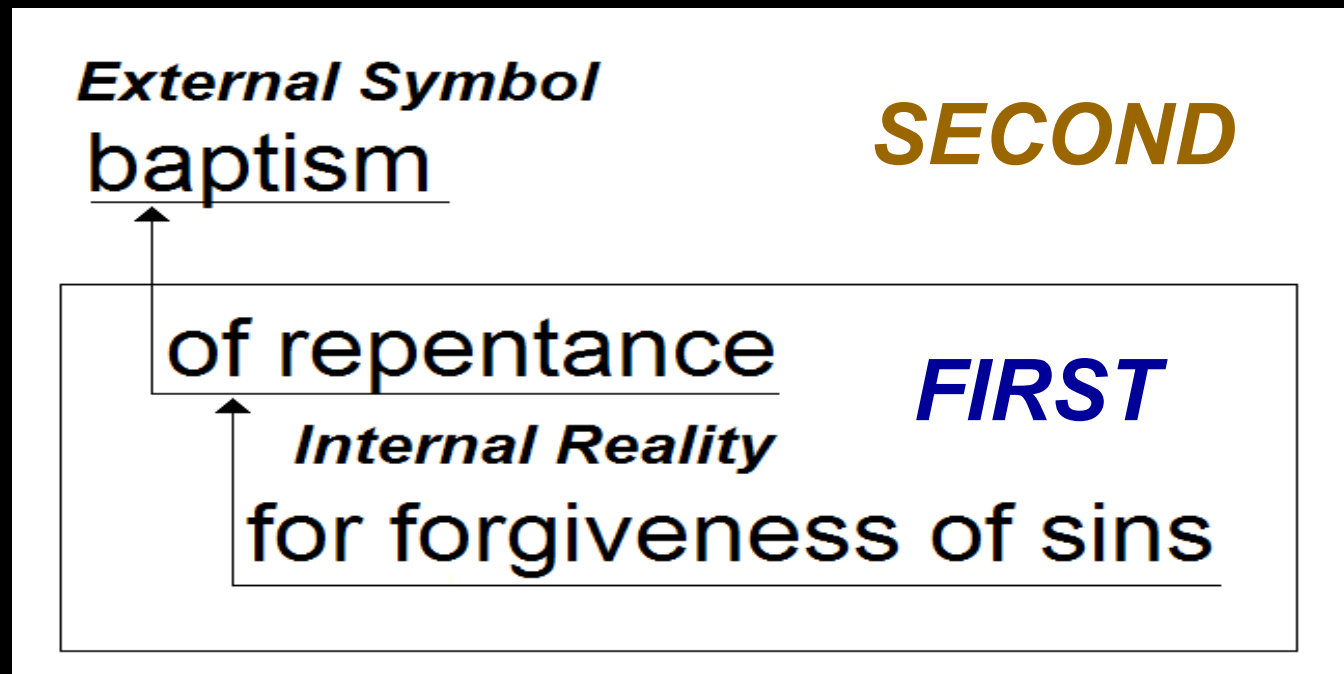 External Symbol
baptism
SECOND
of repentance
FIRST
Internal Reality
for forgiveness of sins